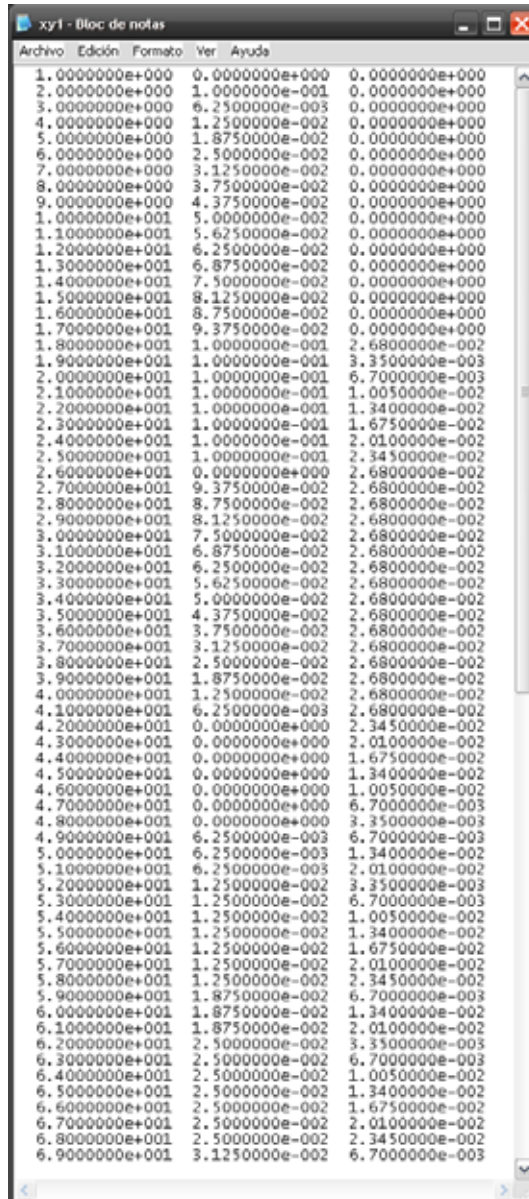 xy1 - Bloc de notas
Archivo Edición Formato Ver Ayuda
1.0000000e+000 0.0000000e+000 0.0000000e+000
2.0000000e+000 1.0000000e-001 0.0000000e+000
3.0000000e+000 6.2500000e-003 0.0000000e+000
4.0000000e+000 1.2500000e-002 0.0000000e+000
5.0000000e+000 1.8750000e-002 0.0000000e+000
6.0000000e+000 2.5000000e-002 0.0000000e+000
7.0000000e+000 3.1250000e-002 0.0000000e+000
8.0000000e+000 3.7500000e-002 0.0000000e+000
9.0000000e+000 4.3750000e-002 0.0000000e+000
1.0000000e+001 5.0000000e-002 0.0000000e+000
1.1000000e+001 5.6250000e-002 0.0000000e+000
1.2000000e+001 6.2500000e-002 0.0000000e+000
1.3000000e+001 6.8750000e-002 0.0000000e+000
1.4000000e+001 7.5000000e-002 0.0000000e+000
1.5000000e+001 8.1250000e-002 0.0000000e+000
1.6000000e+001 8.7500000e-002 0.0000000e+000
1.7000000e+001 9.3750000e-002 0.0000000e+000
1.8000000e+001 1.0000000e-001 2.6800000e-002
1.9000000e+001 1.0000000e-001 3.3500000e-003
2.0000000e+001 1.0000000e-001 6.7000000e-003
2.1000000e+001 1.0000000e-001 1.0050000e-002
2.2000000e+001 1.0000000e-001 1.3400000e-002
2.3000000e+001 1.0000000e-001 1.6750000e-002
2.4000000e+001 1.0000000e-001 2.0100000e-002
2.5000000e+001 1.0000000e-001 2.3450000e-002
2.6000000e+001 0.0000000e+000 2.6800000e-002
2.7000000e+001 9.3750000e-002 2.6800000e-002
2.8000000e+001 8.7500000e-002 2.6800000e-002
2.9000000e+001 8.1250000e-002 2.6800000e-002
3.0000000e+001 7.5000000e-002 2.6800000e-002
3.1000000e+001 6.8750000e-002 2.6800000e-002
3.2000000e+001 6.2500000e-002 2.6800000e-002
3.3000000e+001 5.6250000e-002 2.6800000e-002
3.4000000e+001 5.0000000e-002 2.6800000e-002
3.5000000e+001 4.3750000e-002 2.6800000e-002
3.6000000e+001 3.7500000e-002 2.6800000e-002
3.7000000e+001 3.1250000e-002 2.6800000e-002
3.8000000e+001 2.5000000e-002 2.6800000e-002
3.9000000e+001 1.8750000e-002 2.6800000e-002
4.0000000e+001 1.2500000e-002 2.6800000e-002
4.1000000e+001 6.2500000e-003 2.6800000e-002
4.2000000e+001 0.0000000e+000 2.3450000e-002
4.3000000e+001 0.0000000e+000 2.0100000e-002
4.4000000e+001 0.0000000e+000 1.6750000e-002
4.5000000e+001 0.0000000e+000 1.3400000e-002
4.6000000e+001 0.0000000e+000 1.0050000e-002
4.7000000e+001 0.0000000e+000 6.7000000e-003
4.8000000e+001 0.0000000e+000 3.3500000e-003
4.9000000e+001 6.2500000e-003 6.7000000e-003
5.0000000e+001 6.2500000e-003 1.3400000e-002
5.1000000e+001 6.2500000e-003 2.0100000e-002
5.2000000e+001 1.2500000e-002 3.3500000e-003
5.3000000e+001 1.2500000e-002 6.7000000e-003
5.4000000e+001 1.2500000e-002 1.0050000e-002
5.5000000e+001 1.2500000e-002 1.3400000e-002
5.6000000e+001 1.2500000e-002 1.6750000e-002
5.7000000e+001 1.2500000e-002 2.0100000e-002
5.8000000e+001 1.2500000e-002 2.3450000e-002
5.9000000e+001 1.8750000e-002 6.7000000e-003
6.0000000e+001 1.8750000e-002 1.3400000e-002
6.1000000e+001 1.8750000e-002 2.0100000e-002
6.2000000e+001 2.5000000e-002 3.3500000e-003
6.3000000e+001 2.5000000e-002 6.7000000e-003
6.4000000e+001 2.5000000e-002 1.0050000e-002
6.5000000e+001 2.5000000e-002 1.3400000e-002
6.6000000e+001 2.5000000e-002 1.6750000e-002
6.7000000e+001 2.5000000e-002 2.0100000e-002
6.8000000e+001 2.5000000e-002 2.3450000e-002
6.9000000e+001 3.1250000e-002 6.7000000e-003